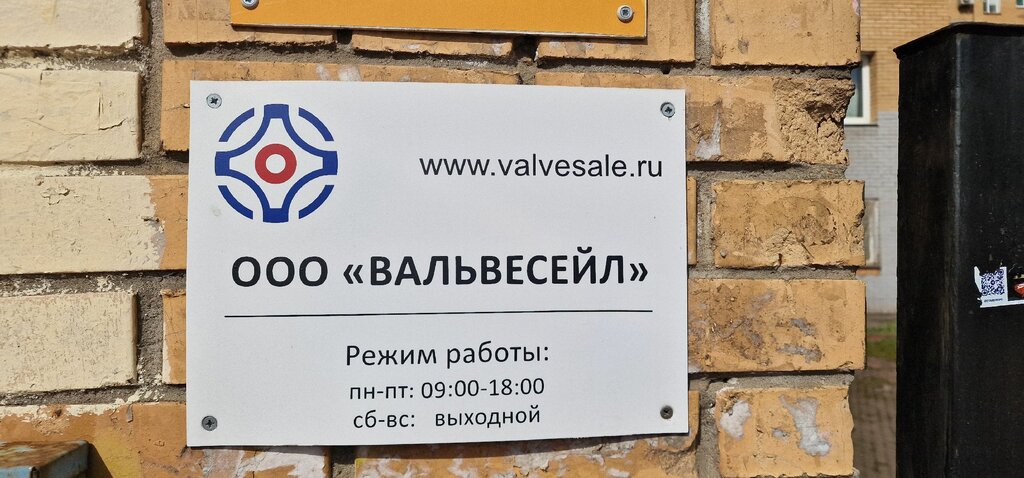 www.valvesale.ru
ООО «ВАЛЬВЕСЕЙЛ»
Режим работы:
пн-пт: 09:00-18:00
сб-вс: выходной